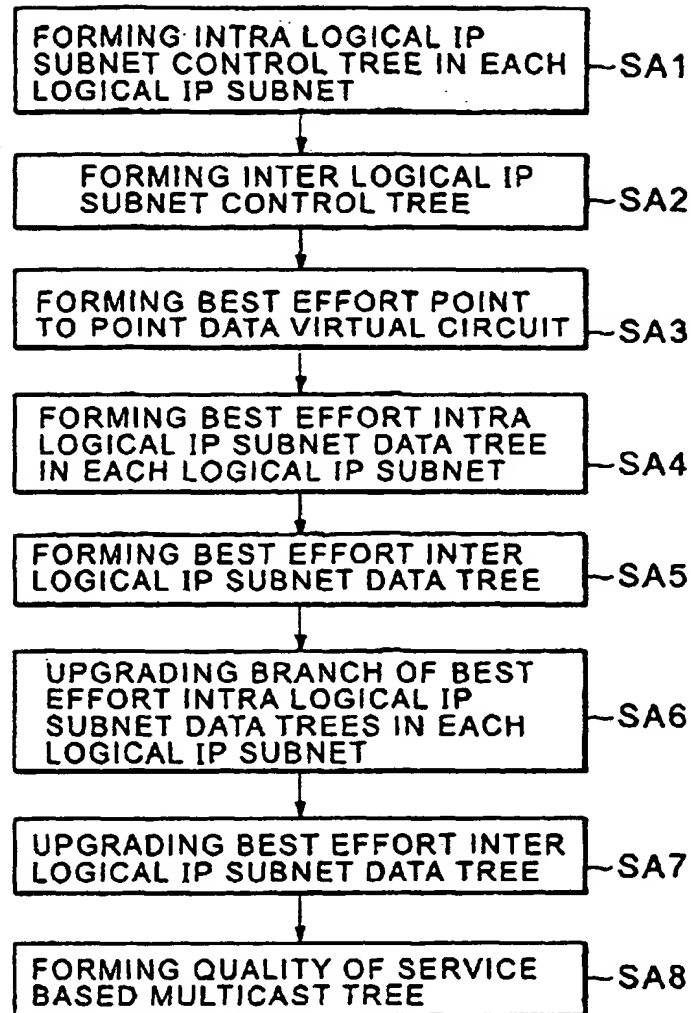 FORMING INTRA LOGICAL IP
SUBNET CONTROL TREE IN EACH
LOGICAL IP SUBNET
SA1
FORMING INTER LOGICAL IP
SUBNET CONTROL TREE
SA2
FORMING BEST EFFORT POINT
TO POINT DATA VIRTUAL CIRCUIT
SA3
FORMING BEST EFFORT INTRA
LOGICAL IP SUBNET DATA TREE
IN EACH LOGICAL IP SUBNET
SA4
FORMING BEST EFFORT INTER
LOGICAL IP SUBNET DATA TREE
SA5
UPGRADING BRANCH OF BEST
EFFORT INTRA LOGICAL IP
SUBNET DATA TREES IN EACH
LOGICAL IP SUBNET
SA6
UPGRADING BEST EFFORT INTER
LOGICAL IP SUBNET DATA TREE
SA7
FORMING QUALITY OF SERVICE
BASED MULTICAST TREE
SA8